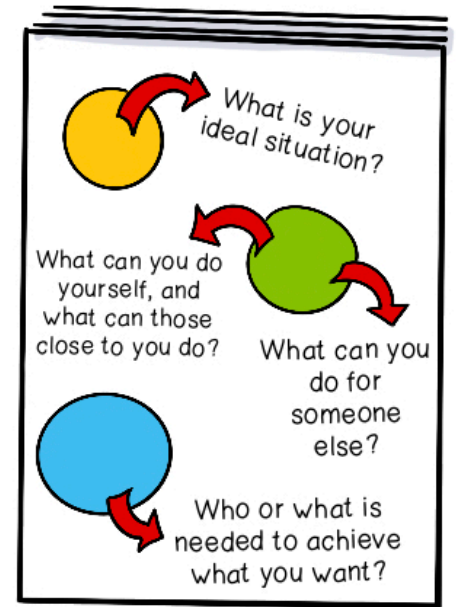 What is your
ideal situation?
What can you do
yourself, and
what can those
close to you do?
What can you
do for
someone
else?
Who or what is
needed to achieve
what you want?